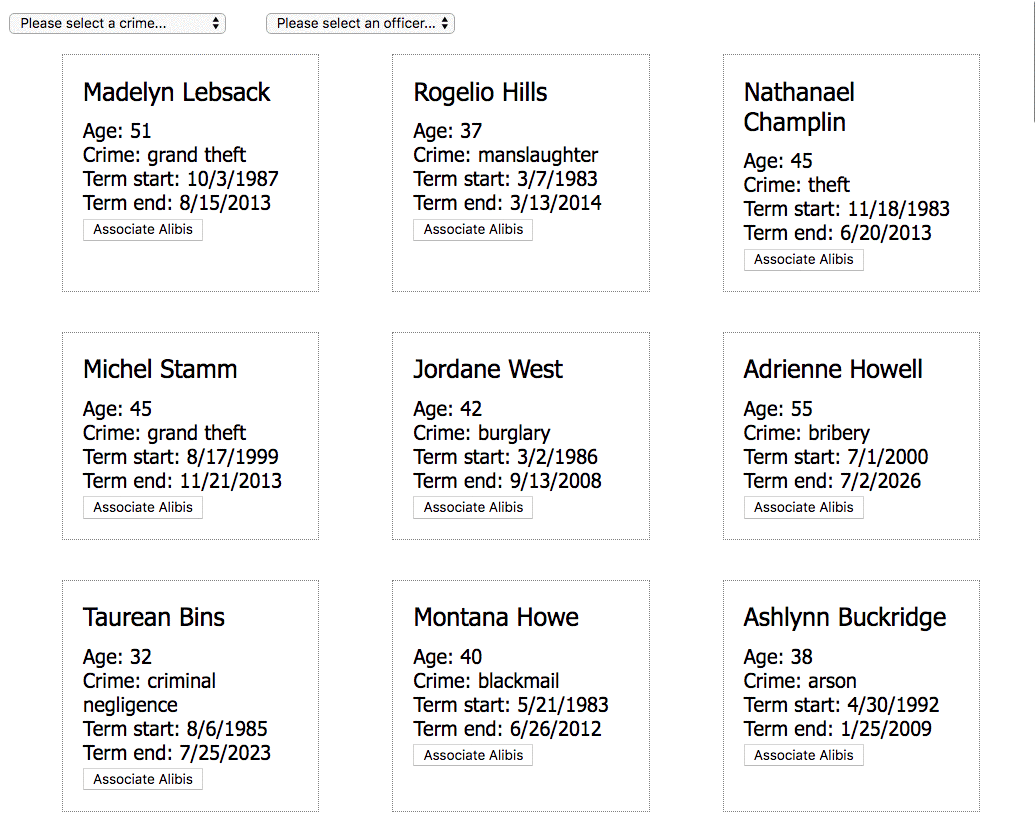 Please select a crime...
Please select an officer...
Madelyn Lebsack
Age: 51
Crime: grand theft
Term start: 10/3/1987
Term end: 8/15/2013
Associate Alibis
Rogelio Hills
Age: 37
Crime: manslaughter
Term start: 3/7/1983
Term end: 3/13/2014
Associate Alibis
Nathanael
Champlin
Age: 45
Crime: theft
Term start: 11/18/1983
Term end: 6/20/2013
Associate Alibis
Michel Stamm
Age: 45
Crime: grand theft
Term start: 8/17/1999
Term end: 11/21/2013
Associate Alibis
Jordane West
Age: 42
Crime: burglary
Term start: 3/2/1986
Term end: 9/13/2008
Associate Alibis
Adrienne Howell
Age: 55
Crime: bribery
Term start: 7/1/2000
Term end: 7/2/2026
Associate Alibis
Taurean Bins
Age: 32
Crime: criminal
negligence
Term start: 8/6/1985
Term end: 7/25/2023
Associate Alibis
Montana Howe
Age: 40
Crime: blackmail
Term start: 5/21/1983
Term end: 6/26/2012
Associate Alibis
Ashlynn Buckridge
Age: 38
Crime: arson
Term start: 4/30/1992
Term end: 1/25/2009
Associate Alibis